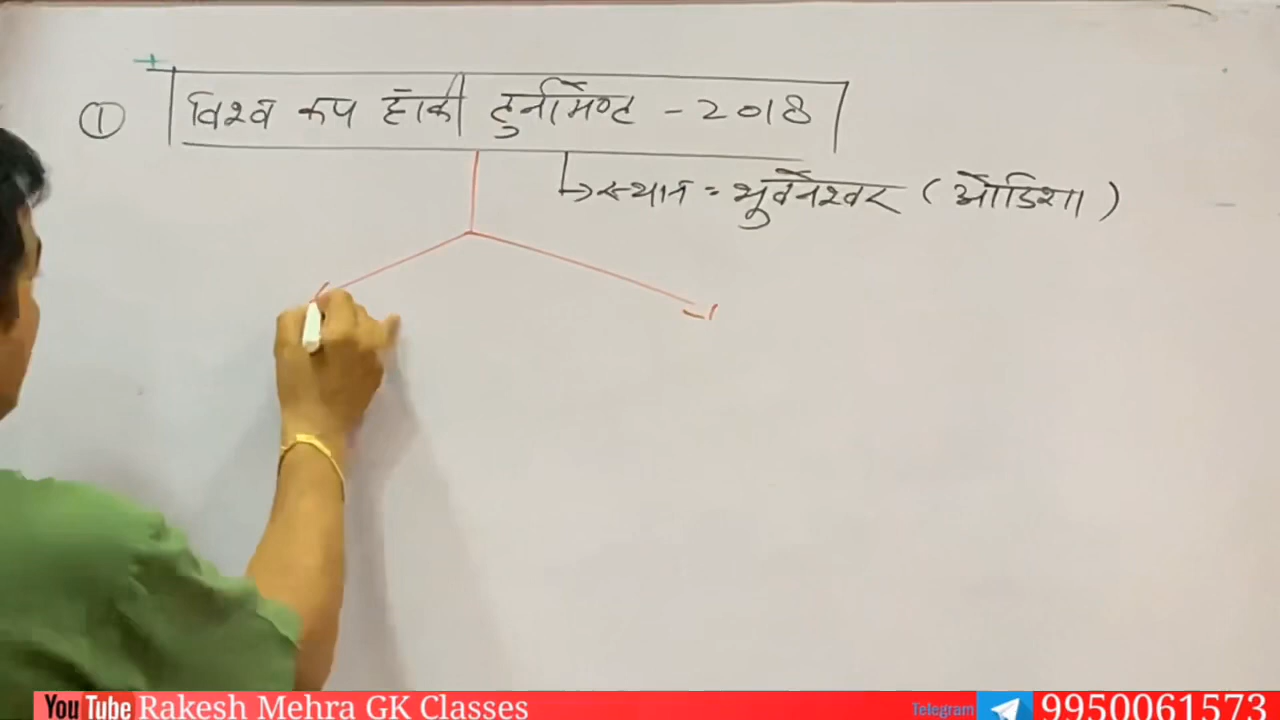 ① विश्व कप हॉकी टुर्नामेण्ट - 2018
स्थान = भूवनेश्वर ( ओडिशा )
YouTube Rakesh Mehra GK Classes Telegram 9950061573